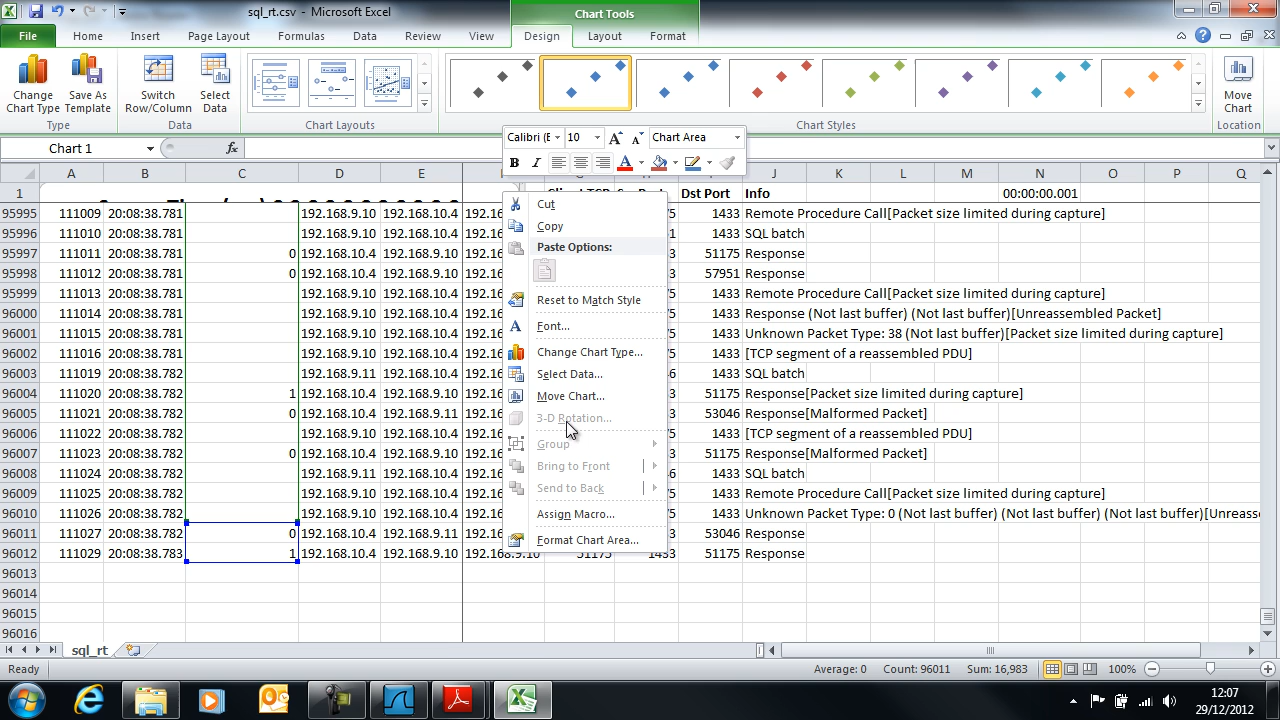 sql_rt.csv - Microsoft Excel
Chart Tools
File Home Insert Page Layout Formulas Data Review View Design Layout Format
Change Chart Type
Save As Template
Switch Row/Column
Select Data
Move Chart
Type Data Chart Layouts Chart Styles Location
Calibri (E 10 A A Chart Area
B I A
Chart 1 fx
A B C D E J K L M N O P Q
1 Dst Port Info 00:00:00.001
95995 111009 20:08:38.781 192.168.9.10 192.168.10.4 1433 Remote Procedure Call[Packet size limited during capture]
95996 111010 20:08:38.781 192.168.9.10 192.168.10.4 1433 SQL batch
95997 111011 20:08:38.781 0 192.168.10.4 192.168.9.10 51175 Response
95998 111012 20:08:38.781 0 192.168.10.4 192.168.9.10 57951 Response
95999 111013 20:08:38.781 192.168.9.10 192.168.10.4 1433 Remote Procedure Call[Packet size limited during capture]
96000 111014 20:08:38.781 192.168.9.10 192.168.10.4 1433 Response (Not last buffer) (Not last buffer)[Unreassembled Packet]
96001 111015 20:08:38.781 192.168.9.10 192.168.10.4 1433 Unknown Packet Type: 38 (Not last buffer)[Packet size limited during capture]
96002 111016 20:08:38.781 192.168.9.10 192.168.10.4 1433 [TCP segment of a reassembled PDU]
96003 111019 20:08:38.781 192.168.9.11 192.168.10.4 1433 SQL batch
96004 111020 20:08:38.782 1 192.168.10.4 192.168.9.10 51175 Response[Packet size limited during capture]
96005 111021 20:08:38.782 0 192.168.10.4 192.168.9.11 53046 Response[Malformed Packet]
96006 111022 20:08:38.782 192.168.9.10 192.168.10.4 1433 [TCP segment of a reassembled PDU]
96007 111023 20:08:38.782 0 192.168.10.4 192.168.9.10 51175 Response[Malformed Packet]
96008 111024 20:08:38.782 192.168.9.11 192.168.10.4 1433 SQL batch
96009 111025 20:08:38.782 192.168.9.10 192.168.10.4 1433 Remote Procedure Call[Packet size limited during capture]
96010 111026 20:08:38.782 192.168.9.10 192.168.10.4 1433 Unknown Packet Type: 0 (Not last buffer) (Not last buffer) (Not last buffer)[Unreass
96011 111027 20:08:38.782 0 192.168.10.4 192.168.9.11 53046 Response
96012 111029 20:08:38.783 1 192.168.10.4 192.168.9.10 192.168.9.10 51175 1433 51175 Response
96013
96014
96015
96016
Cut
Copy
Paste Options:
Reset to Match Style
Font...
Change Chart Type...
Select Data...
Move Chart...
3-D Rotation...
Group
Bring to Front
Send to Back
Assign Macro...
Format Chart Area...
sql_rt
Ready Average: 0 Count: 96011 Sum: 16,983 100%
12:07
29/12/2012